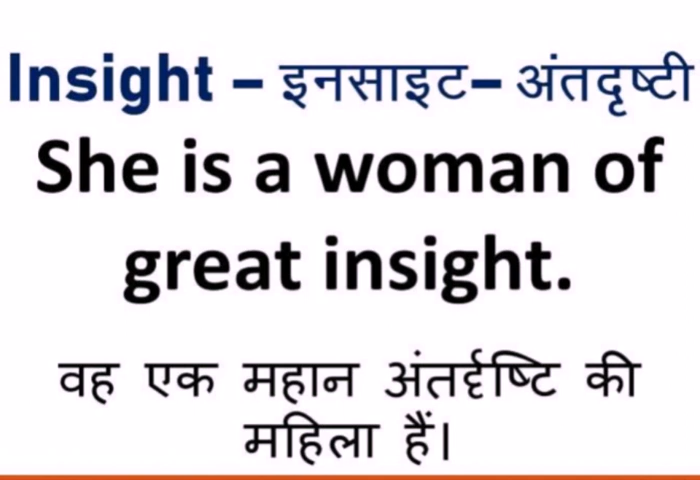 Insight – इनसाइट– अंतदृष्टी
She is a woman of
great insight.
वह एक महान अंतर्दृष्टि की
महिला हैं।